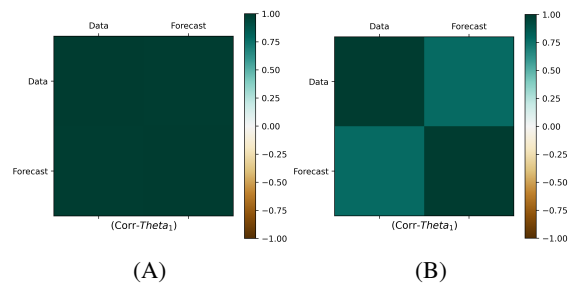 Data Forecast
Data
Forecast
(Corr-Theta₁)
1.00
0.75
0.50
0.25
0.00
−0.25
−0.50
−0.75
−1.00
(A)
Data Forecast
Data
Forecast
(Corr-Theta₁)
1.00
0.75
0.50
0.25
0.00
−0.25
−0.50
−0.75
−1.00
(B)